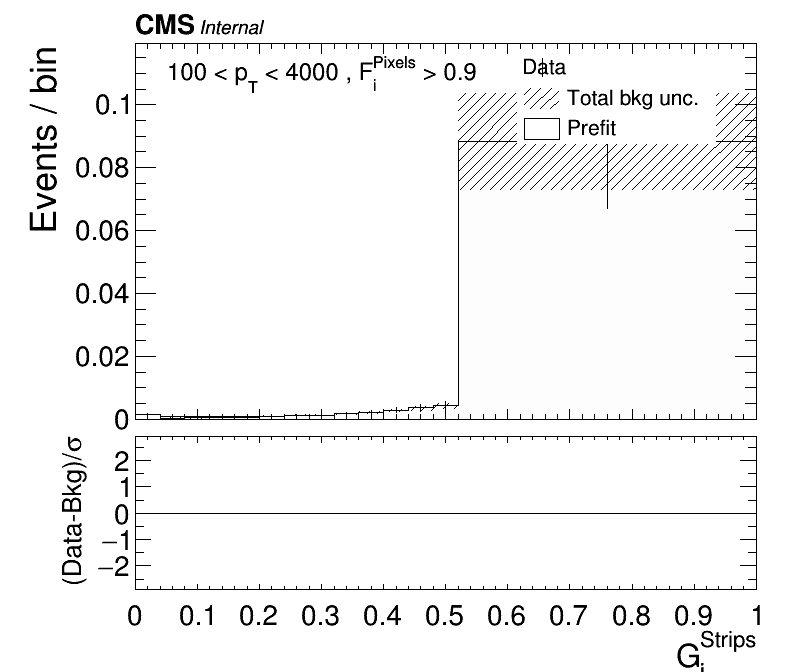 CMS Internal
100 < p_T < 4000 , F_i^Pixels > 0.9
Data
Total bkg unc.
Prefit
Events / bin
0.1
0.08
0.06
0.04
0.02
0
(Data-Bkg)/σ
2
1
0
−1
−2
0 0.1 0.2 0.3 0.4 0.5 0.6 0.7 0.8 0.9 1
G_i^Strips